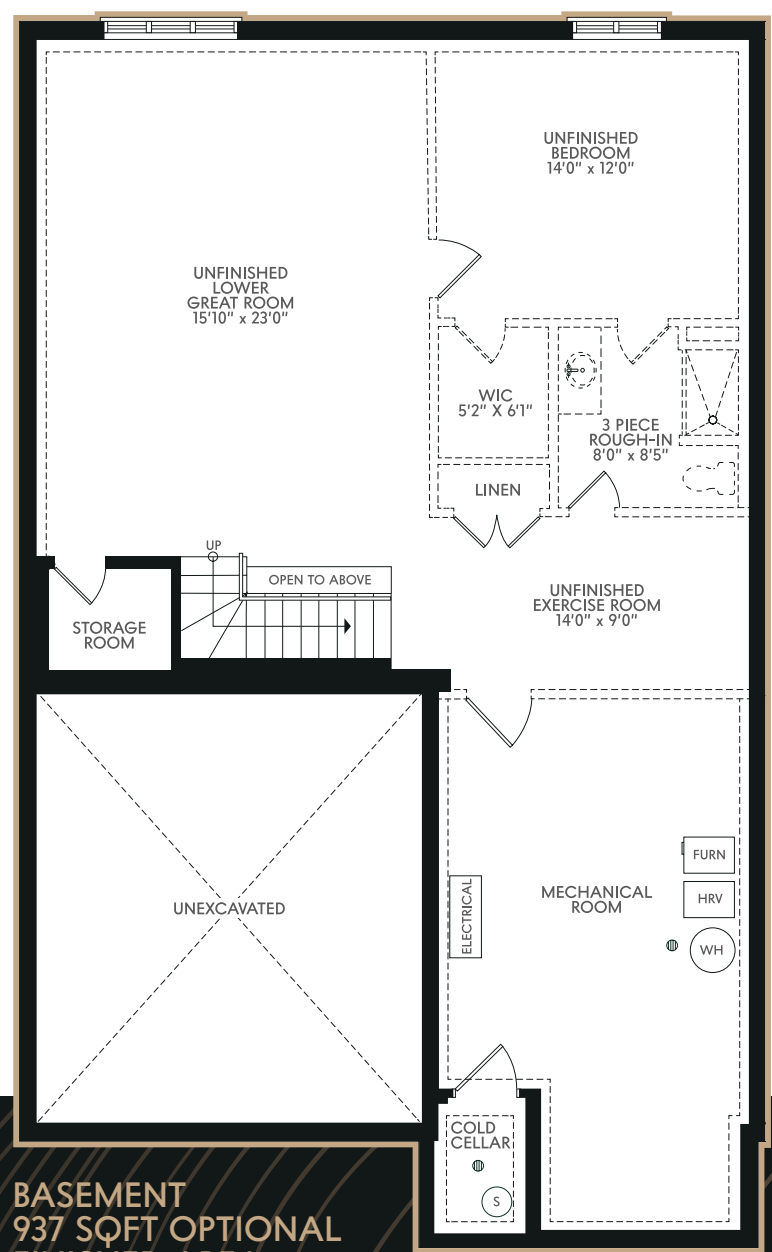 UNFINISHED
BEDROOM
14'0" x 12'0"
UNFINISHED
LOWER
GREAT ROOM
15'10" x 23'0"
WIC
5'2" X 6'1"
3 PIECE
ROUGH-IN
8'0" x 8'5"
LINEN
UP
OPEN TO ABOVE
UNFINISHED
EXERCISE ROOM
14'0" x 9'0"
STORAGE
ROOM
FURN
MECHANICAL
ROOM
HRV
ELECTRICAL
UNEXCAVATED
WH
COLD
CELLAR
S
BASEMENT
937 SQFT OPTIONAL
FINISHED AREA